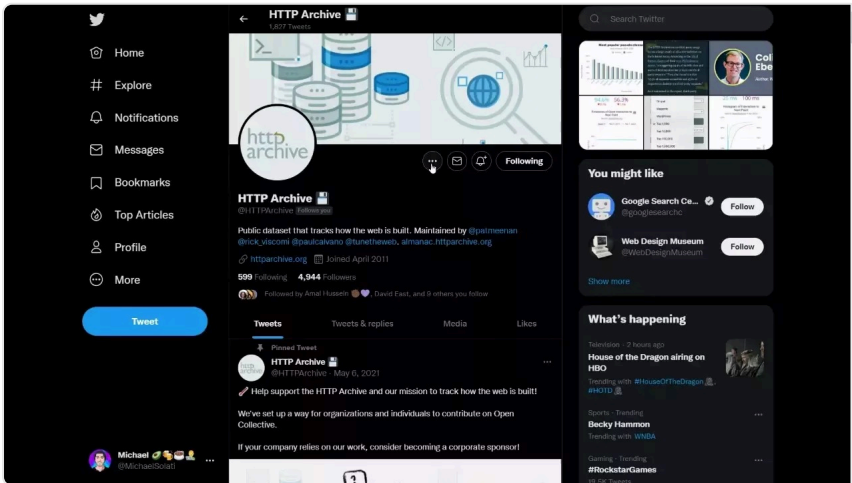 HTTP Archive 💾
1,827 Tweets
Search Twitter
Home
Explore
Notifications
Messages
Bookmarks
Top Articles
Profile
More
Tweet
Michael
@MichaelSolati
http
archive
Following
HTTP Archive 💾
@HTTPArchive Follows you
Public dataset that tracks how the web is built. Maintained by @patmeenan
@rick_viscomi @paulcalvano @tunetheweb. almanac.httparchive.org
httparchive.org Joined April 2011
599 Following 4,944 Followers
Followed by Amal Hussein 💜, David East, and 9 others you follow
Tweets Tweets & replies Media Likes
Pinned Tweet
HTTP Archive 💾
@HTTPArchive · May 6, 2021
Help support the HTTP Archive and our mission to track how the web is built!
We've set up a way for organizations and individuals to contribute on Open
Collective.
If your company relies on our work, consider becoming a corporate sponsor!
You might like
Google Search Ce...
@googlesearchc
Follow
Web Design Museum
@WebDesignMuseum
Follow
Show more
What's happening
Television · 2 hours ago
House of the Dragon airing on
HBO
Trending with #HouseOfTheDragon,
#HOTD
Sports · Trending
Becky Hammon
Trending with WNBA
Gaming · Trending
#RockstarGames